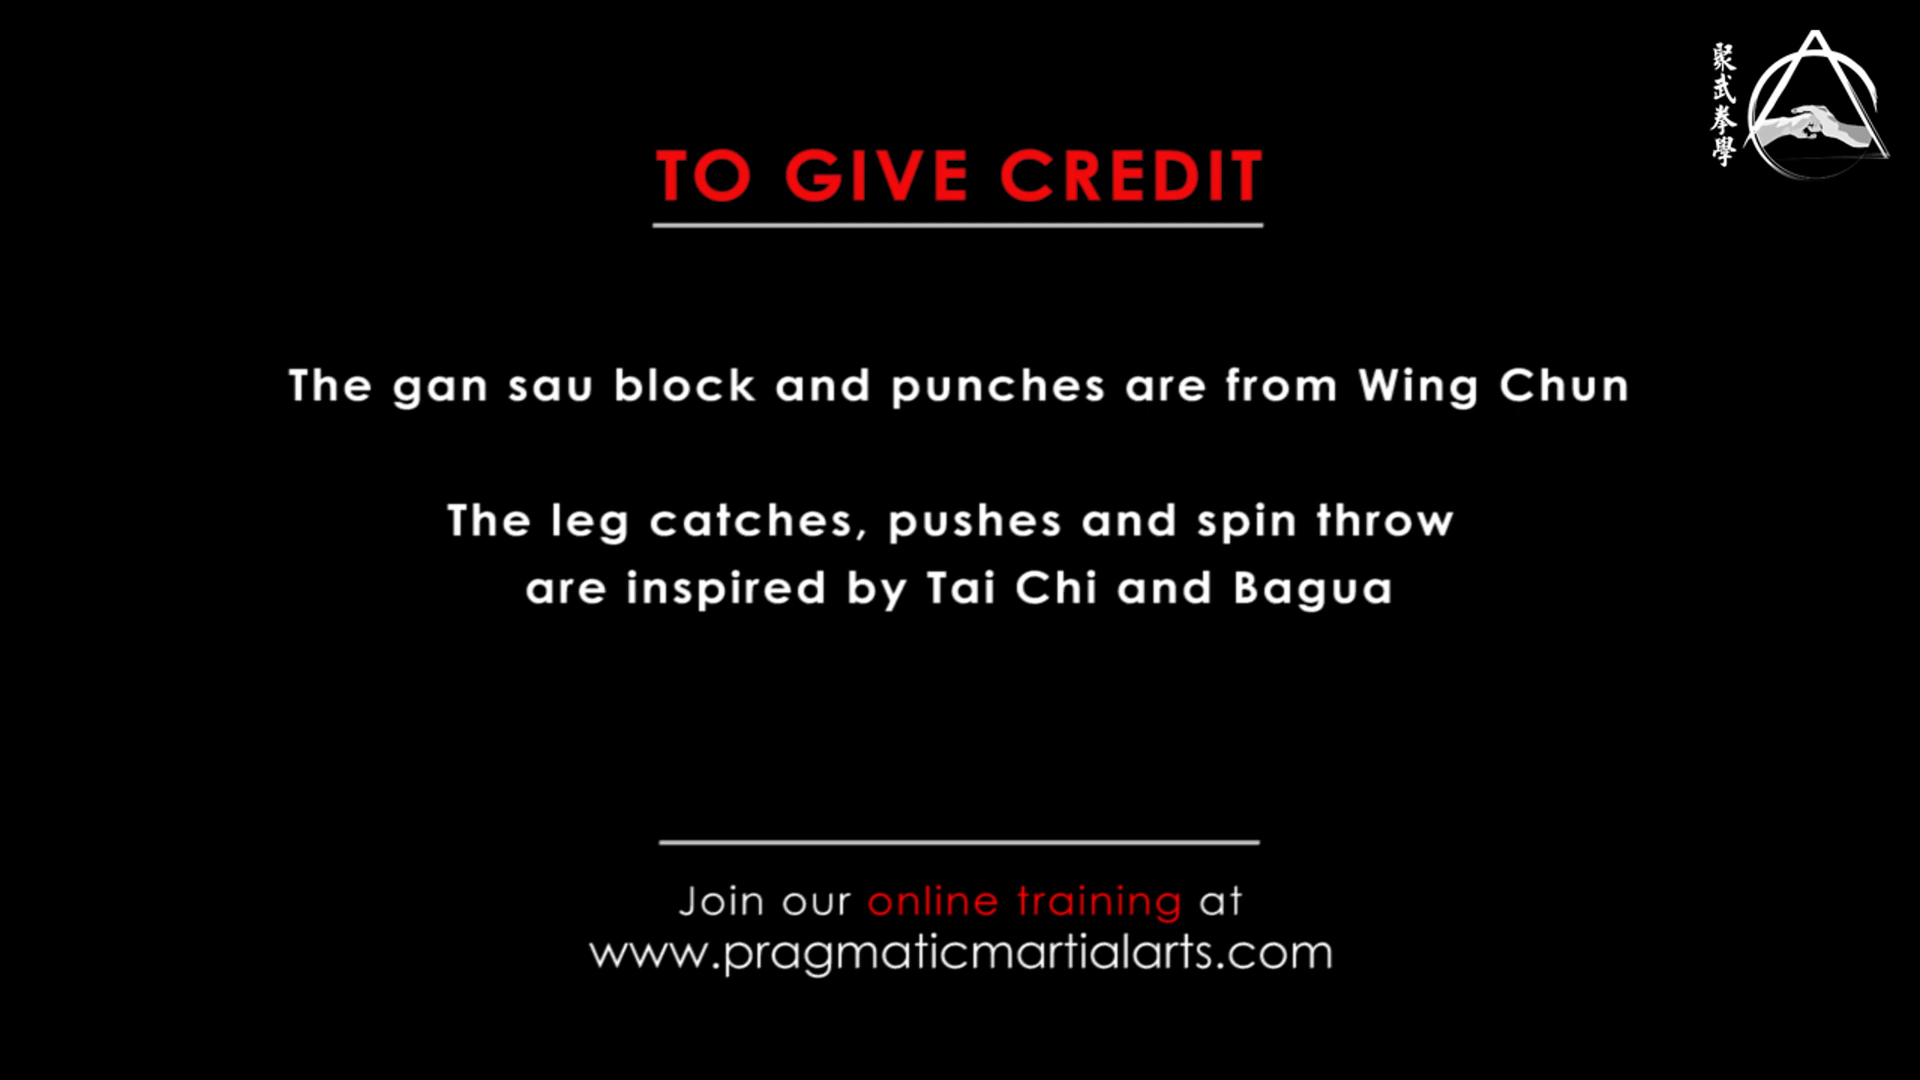 聚武拳學
TO GIVE CREDIT
The gan sau block and punches are from Wing Chun
The leg catches, pushes and spin throw
are inspired by Tai Chi and Bagua
Join our online training at
www.pragmaticmartialarts.com